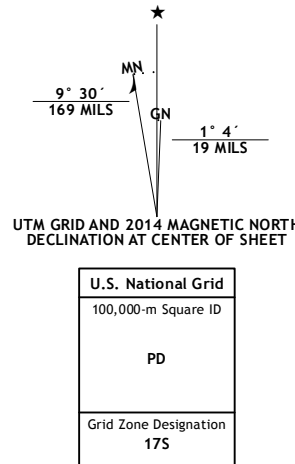 MN
9° 30´
169 MILS
GN
1° 4´
19 MILS
UTM GRID AND 2014 MAGNETIC NORTH
DECLINATION AT CENTER OF SHEET
U.S. National Grid
100,000-m Square ID
PD
Grid Zone Designation
17S